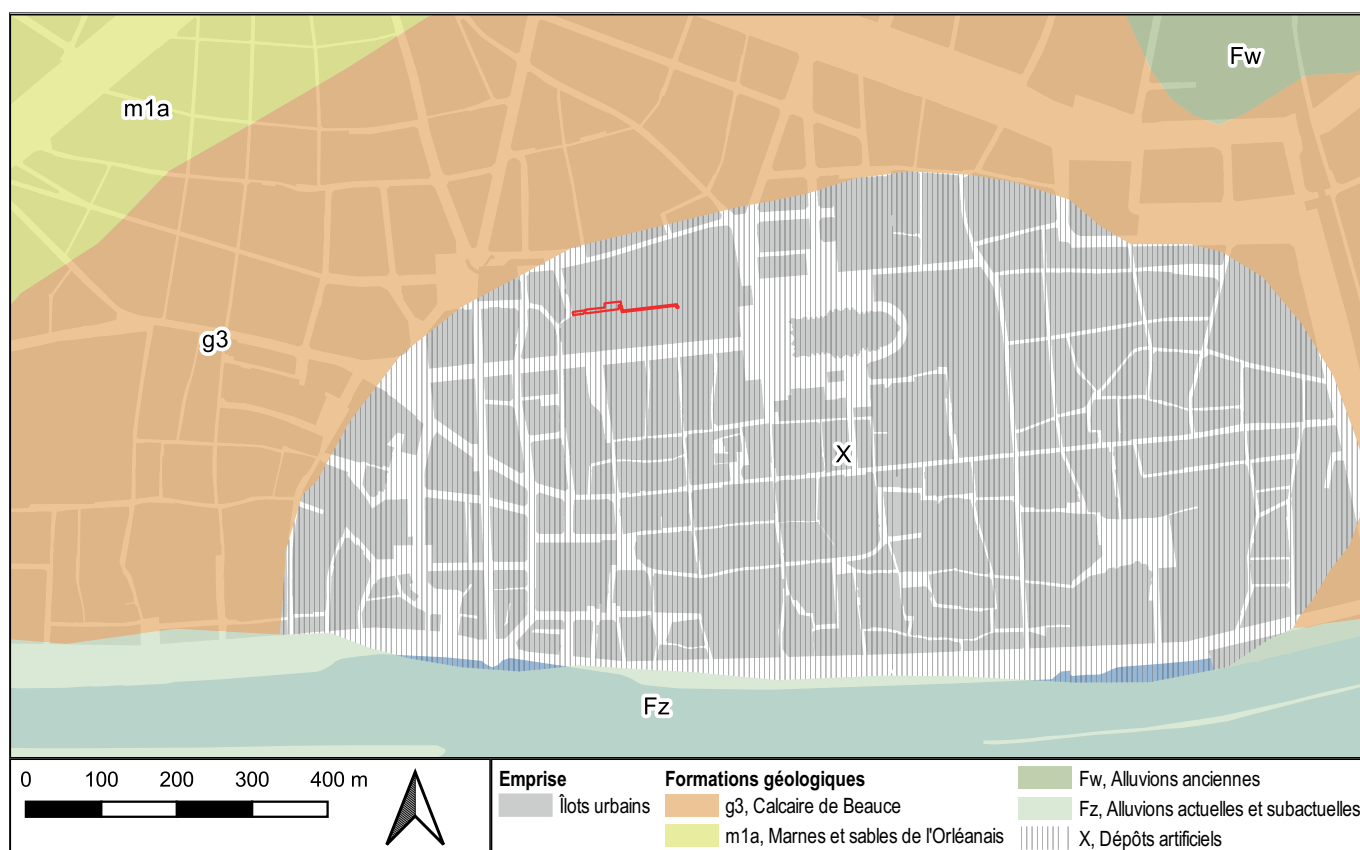 Fw
m1a
g3
X
Fz
0 100 200 300 400 m
Emprise
Îlots urbains
Formations géologiques
g3, Calcaire de Beauce
m1a, Marnes et sables de l'Orléanais
Fw, Alluvions anciennes
Fz, Alluvions actuelles et subactuelles
X, Dépôts artificiels